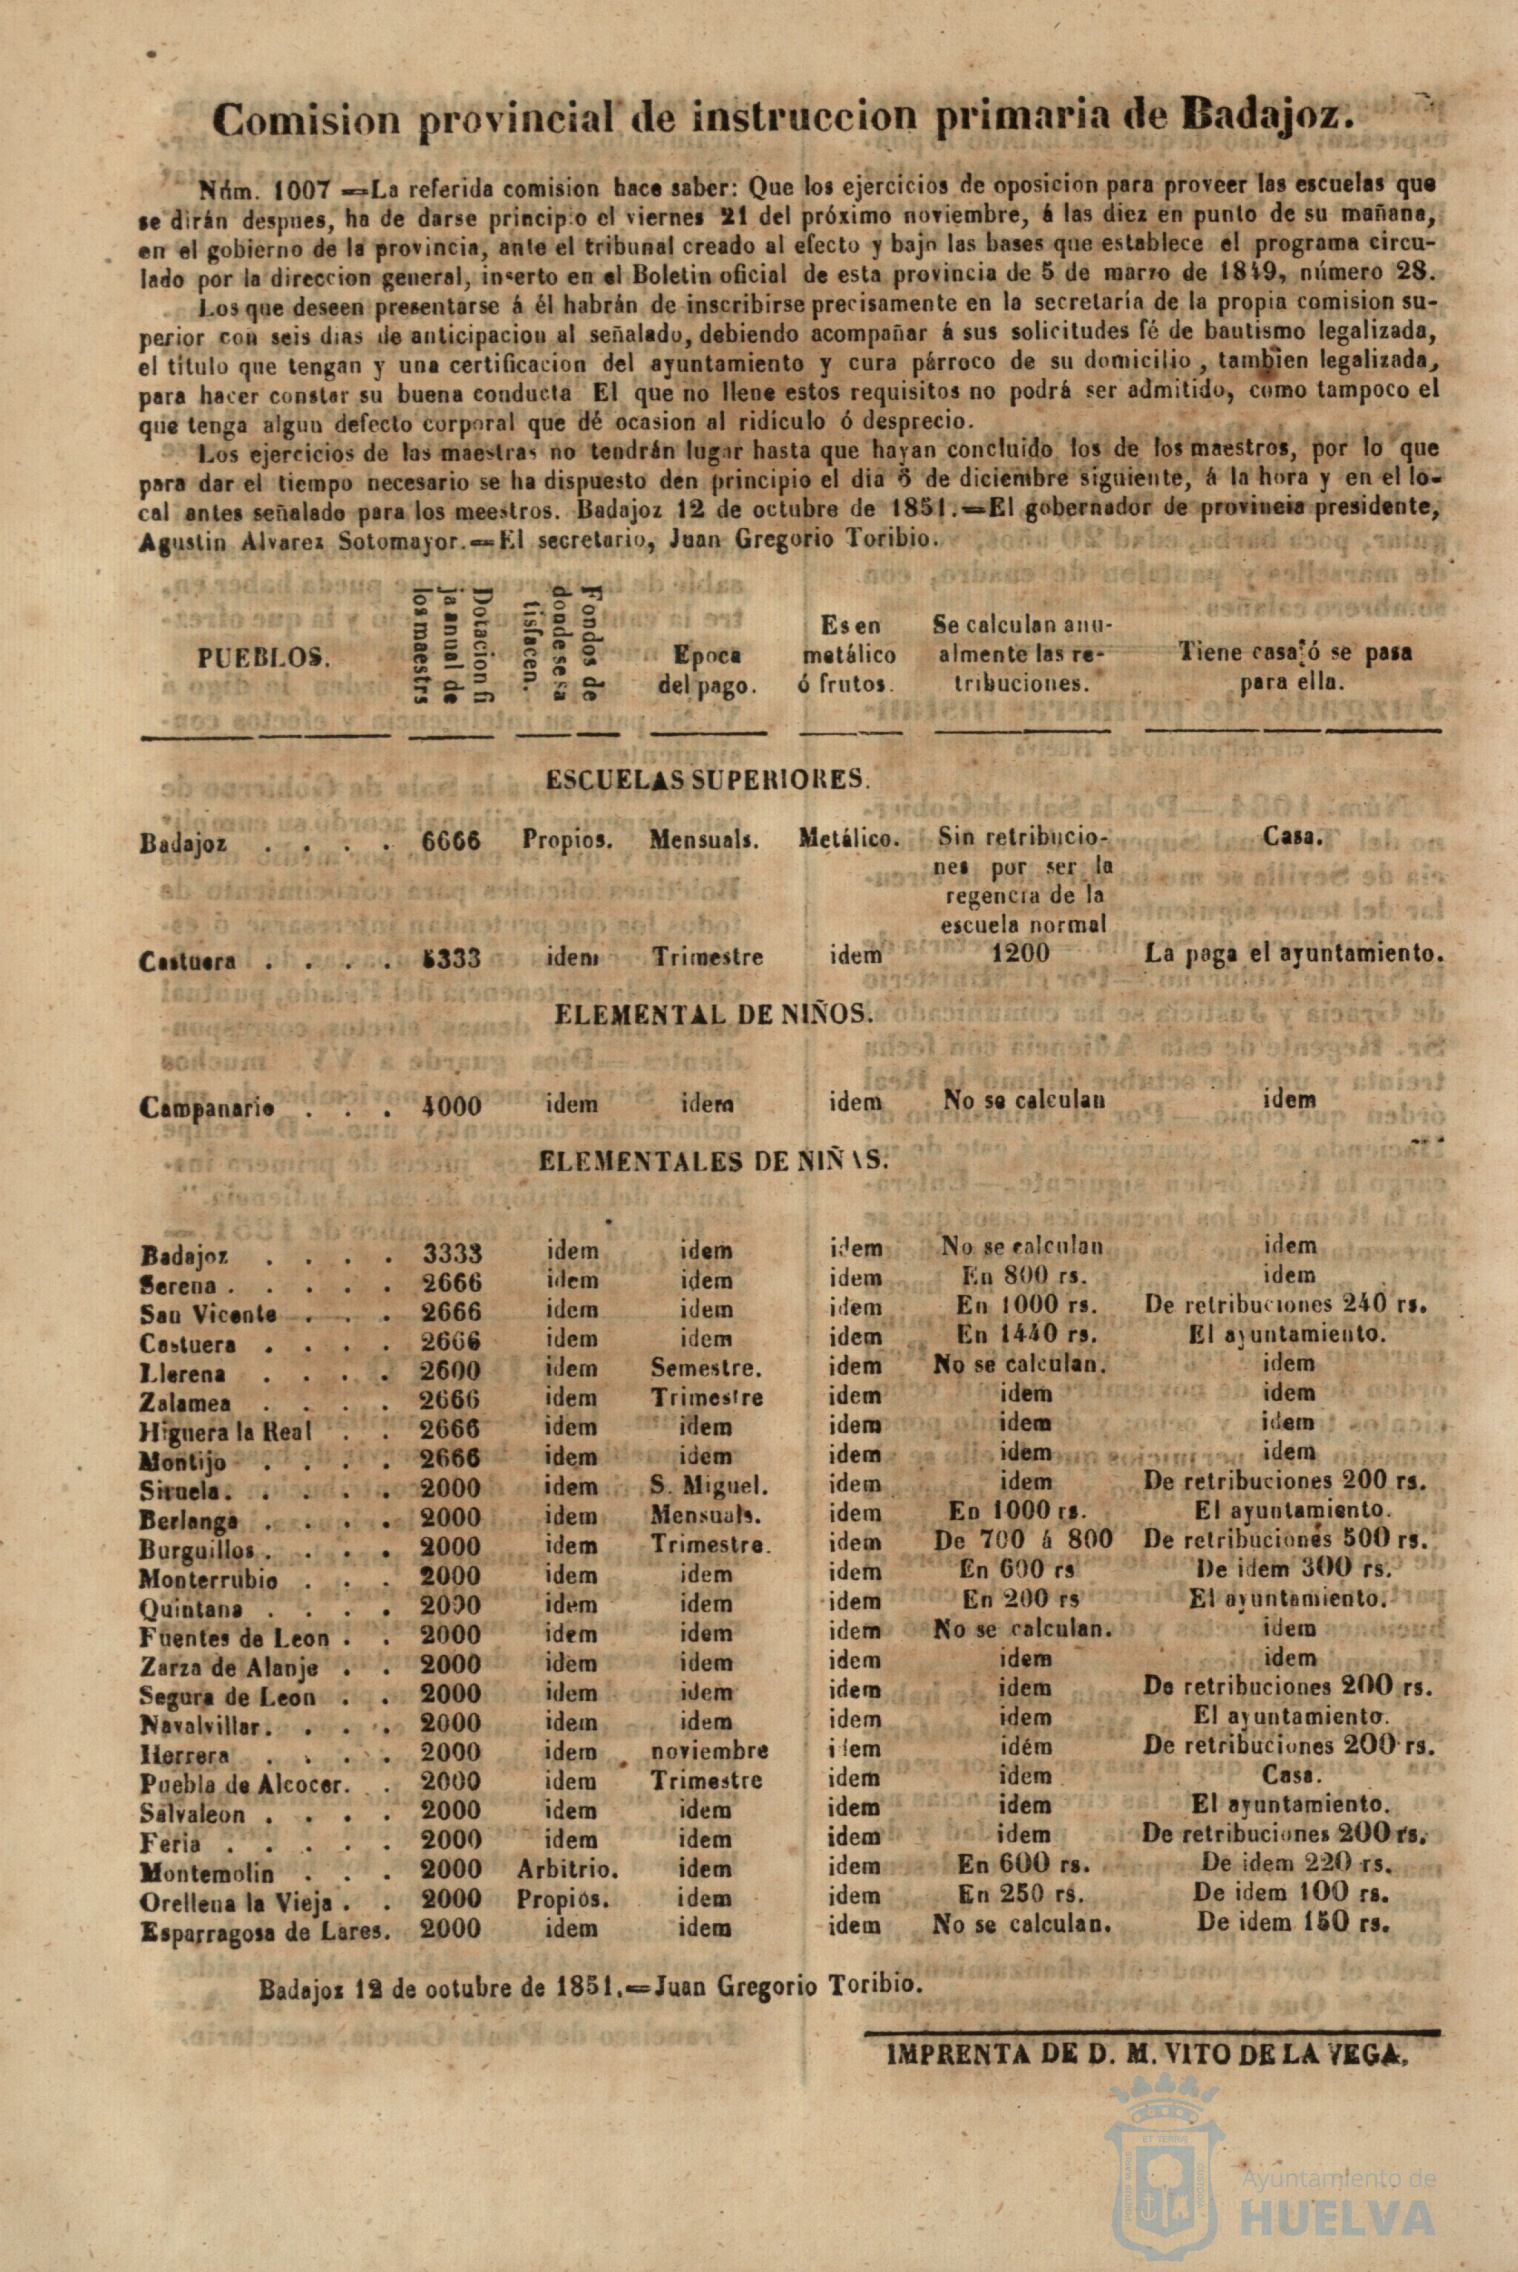 Comision provincial de instruccion primaria de Badajoz.
Núm. 1007 =La referida comision hace saber: Que los ejercicios de oposicion para proveer las escuelas que
se dirán despues, ha de darse principio el viernes 21 del próximo noviembre, á las diez en punto de su mañana,
en el gobierno de la provincia, ante el tribunal creado al efecto y bajo las bases que establece el programa circu-
lado por la direccion general, inserto en el Boletin oficial de esta provincia de 5 de marzo de 1849, número 28.
Los que deseen presentarse á él habrán de inscribirse precisamente en la secretaría de la propia comision su-
perior con seis dias de anticipacion al señalado, debiendo acompañar á sus solicitudes fé de bautismo legalizada,
el título que tengan y una certificacion del ayuntamiento y cura párroco de su domicilio, tambien legalizada,
para hacer constar su buena conducta El que no llene estos requisitos no podrá ser admitido, como tampoco el
que tenga algun defecto corporal que dé ocasion al ridículo ó desprecio.
Los ejercicios de las maestras no tendrán lugar hasta que hayan concluido los de los maestros, por lo que
para dar el tiempo necesario se ha dispuesto den principio el dia de diciembre siguiente, á la hora y en el lo-
cal antes señalado para los meestros. Badajoz 12 de octubre de 1851.=El gobernador de provincia presidente,
Agustin Alvarez Sotomayor.=El secretario, Juan Gregorio Toribio.
PUEBLOS.
Dotacion fi
ja anual de
los maestrs
Fondos de
donde se sa
tisfacen.
Epoca
del pago.
Es en
metálico
ó frutos.
Se calculan anu-
almente las re-
tribuciones.
Tiene casa ó se pasa
para ella.
ESCUELAS SUPERIORES.
Badajoz . . . . 6666 Propios. Mensuals. Metálico. Sin retribucio- Casa.
nes por ser la
regencia de la
escuela normal
Castuera . . . . 5333 idem Trimestre idem 1200 La paga el ayuntamiento.
ELEMENTAL DE NIÑOS.
Campanario . . . 4000 idem idem idem No se calculan idem
ELEMENTALES DE NIÑAS.
Badajoz . . . . 3333 idem idem idem No se calculan idem
Serena . . . . . 2666 idem idem idem En 800 rs. idem
San Vicente . . . 2666 idem idem idem En 1000 rs. De retribuciones 240 rs.
Castuera . . . . 2666 idem idem idem En 1440 rs. El ayuntamiento.
Llerena . . . . 2600 idem Semestre. idem No se calculan. idem
Zalamea . . . . 2666 idem Trimestre idem idem idem
Higuera la Real . . 2666 idem idem idem idem idem
Montijo . . . . 2666 idem idem idem idem idem
Siruela. . . . . 2000 idem S. Miguel. idem idem De retribuciones 200 rs.
Berlanga . . . . 2000 idem Mensuals. idem En 1000 rs. El ayuntamiento.
Burguillos . . . . 2000 idem Trimestre. idem De 700 á 800 De retribuciones 500 rs.
Monterrubio . . . 2000 idem idem idem En 600 rs De idem 300 rs.
Quintana . . . . 2000 idem idem idem En 200 rs El ayuntamiento.
Fuentes de Leon . . 2000 idem idem idem No se calculan. idem
Zarza de Alanje . . 2000 idem idem idem idem idem
Segura de Leon . . 2000 idem idem idem idem De retribuciones 200 rs.
Navalvillar. . . . 2000 idem idem idem idem El ayuntamiento.
Herrera . . . . 2000 idem noviembre idem idém De retribuciones 200 rs.
Puebla de Alcocer. . 2000 idem Trimestre idem idem Casa.
Salvaleon . . . . 2000 idem idem idem idem El ayuntamiento.
Feria . . . . . 2000 idem idem idem idem De retribuciones 200 rs.
Montemolin . . . 2000 Arbitrio. idem idem En 600 rs. De idem 220 rs.
Orellena la Vieja . . 2000 Propios. idem idem En 250 rs. De idem 100 rs.
Esparragosa de Lares. 2000 idem idem idem No se calculan. De idem 150 rs.
Badajoz 12 de ootubre de 1851.=Juan Gregorio Toribio.
IMPRENTA DE D. M. VITO DE LA VEGA.
Ayuntamiento de
HUELVA